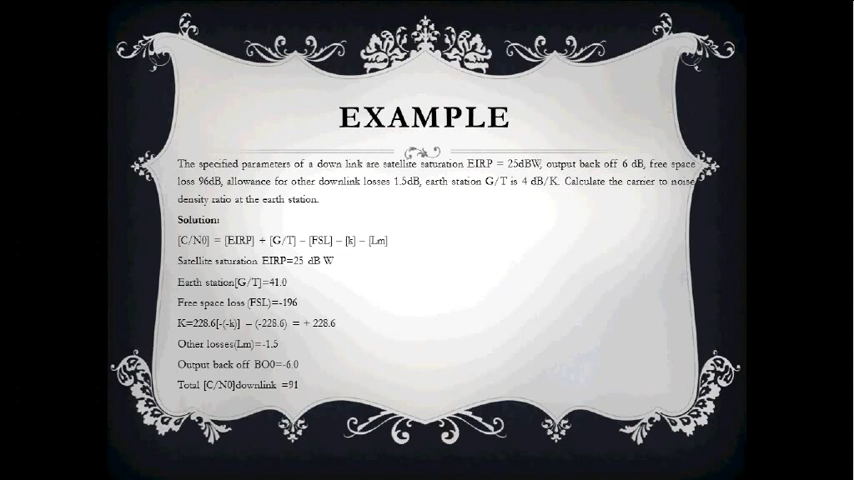 EXAMPLE
The specified parameters of a down link are satellite saturation EIRP = 25dBW, output back off 6 dB, free space
loss 96dB, allowance for other downlink losses 1.5dB, earth station G/T is 4 dB/K. Calculate the carrier to noise
density ratio at the earth station.
Solution:
[C/N0] = [EIRP] + [G/T] – [FSL] – [k] – [Lm]
Satellite saturation EIRP=25 dB W
Earth station[G/T]=41.0
Free space loss (FSL)=-196
K=228.6[-(-k)] – (-228.6) = + 228.6
Other losses(Lm)=-1.5
Output back off BO0=-6.0
Total [C/N0]downlink =91